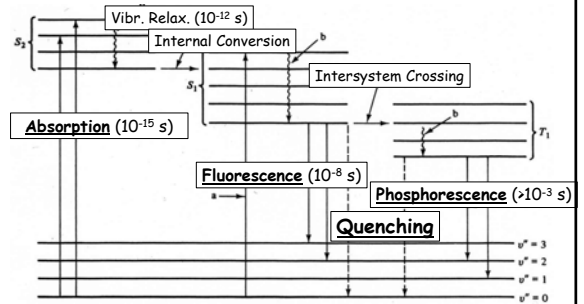 Vibr. Relax. (10-12 s)
S2
Internal Conversion
b
S1
Intersystem Crossing
b
T1
Absorption (10-15 s)
Fluorescence (10-8 s)
a
Phosphorescence (>10-3 s)
Quenching
υ" = 3
υ" = 2
υ" = 1
υ" = 0